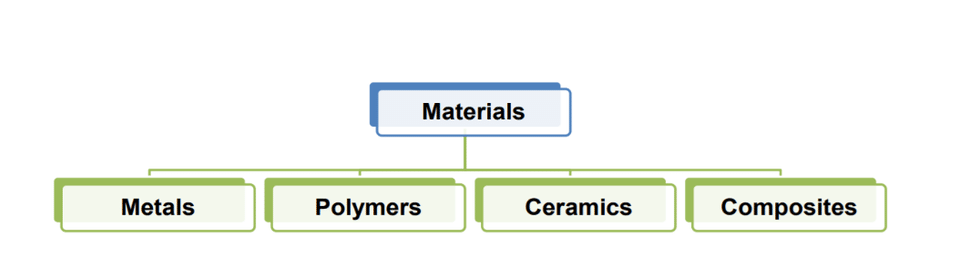 Materials
Metals
Polymers
Ceramics
Composites